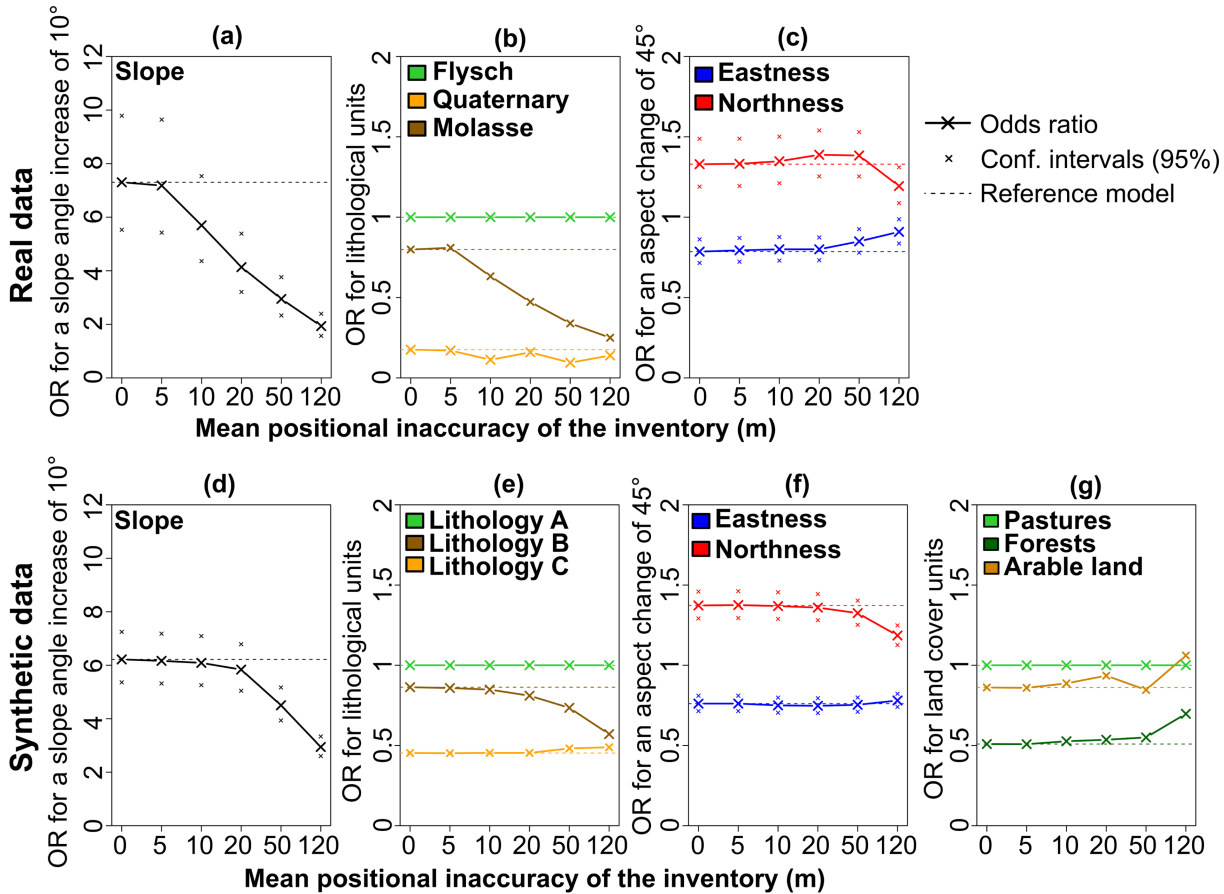 Real data
(a)
OR for a slope angle increase of 10°
Slope
0 2 4 6 8 10 12
0 5 10 20 50 120
(b)
OR for lithological units
Flysch
Quaternary
Molasse
0 0.5 1 1.5 2
0 5 10 20 50 120
(c)
OR for an aspect change of 45°
Eastness
Northness
0 0.5 1 1.5 2
0 5 10 20 50 120
Odds ratio
Conf. intervals (95%)
Reference model
Mean positional inaccuracy of the inventory (m)
Synthetic data
(d)
OR for a slope angle increase of 10°
Slope
0 2 4 6 8 10 12
0 5 10 20 50 120
(e)
OR for lithological units
Lithology A
Lithology B
Lithology C
0 0.5 1 1.5 2
0 5 10 20 50 120
(f)
OR for an aspect change of 45°
Eastness
Northness
0 0.5 1 1.5 2
0 5 10 20 50 120
(g)
OR for land cover units
Pastures
Forests
Arable land
0 0.5 1 1.5 2
0 5 10 20 50 120
Mean positional inaccuracy of the inventory (m)